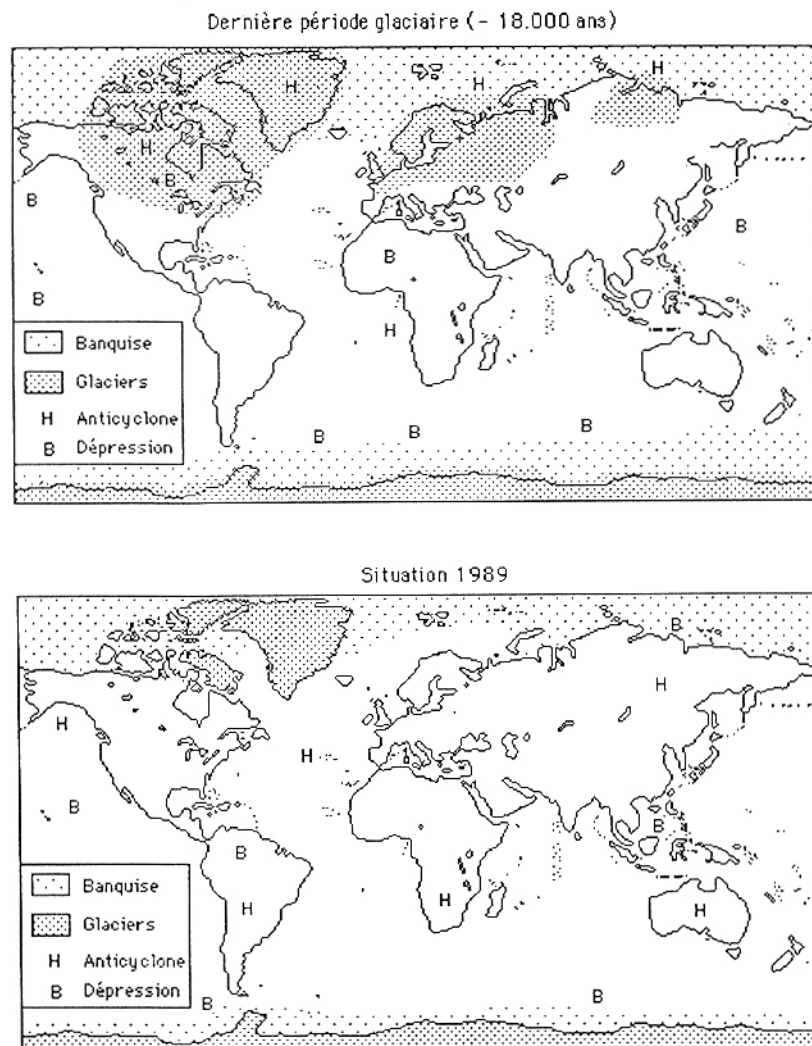 Dernière période glaciaire (- 18.000 ans)
H
H
H
H
B
B
B
B
B
H
Banquise
Glaciers
H Anticyclone
B Dépression
B
B
B
Situation 1989
B
H
H
H
B
B
B
H
H
H
Banquise
Glaciers
H Anticyclone
B Dépression
B
B